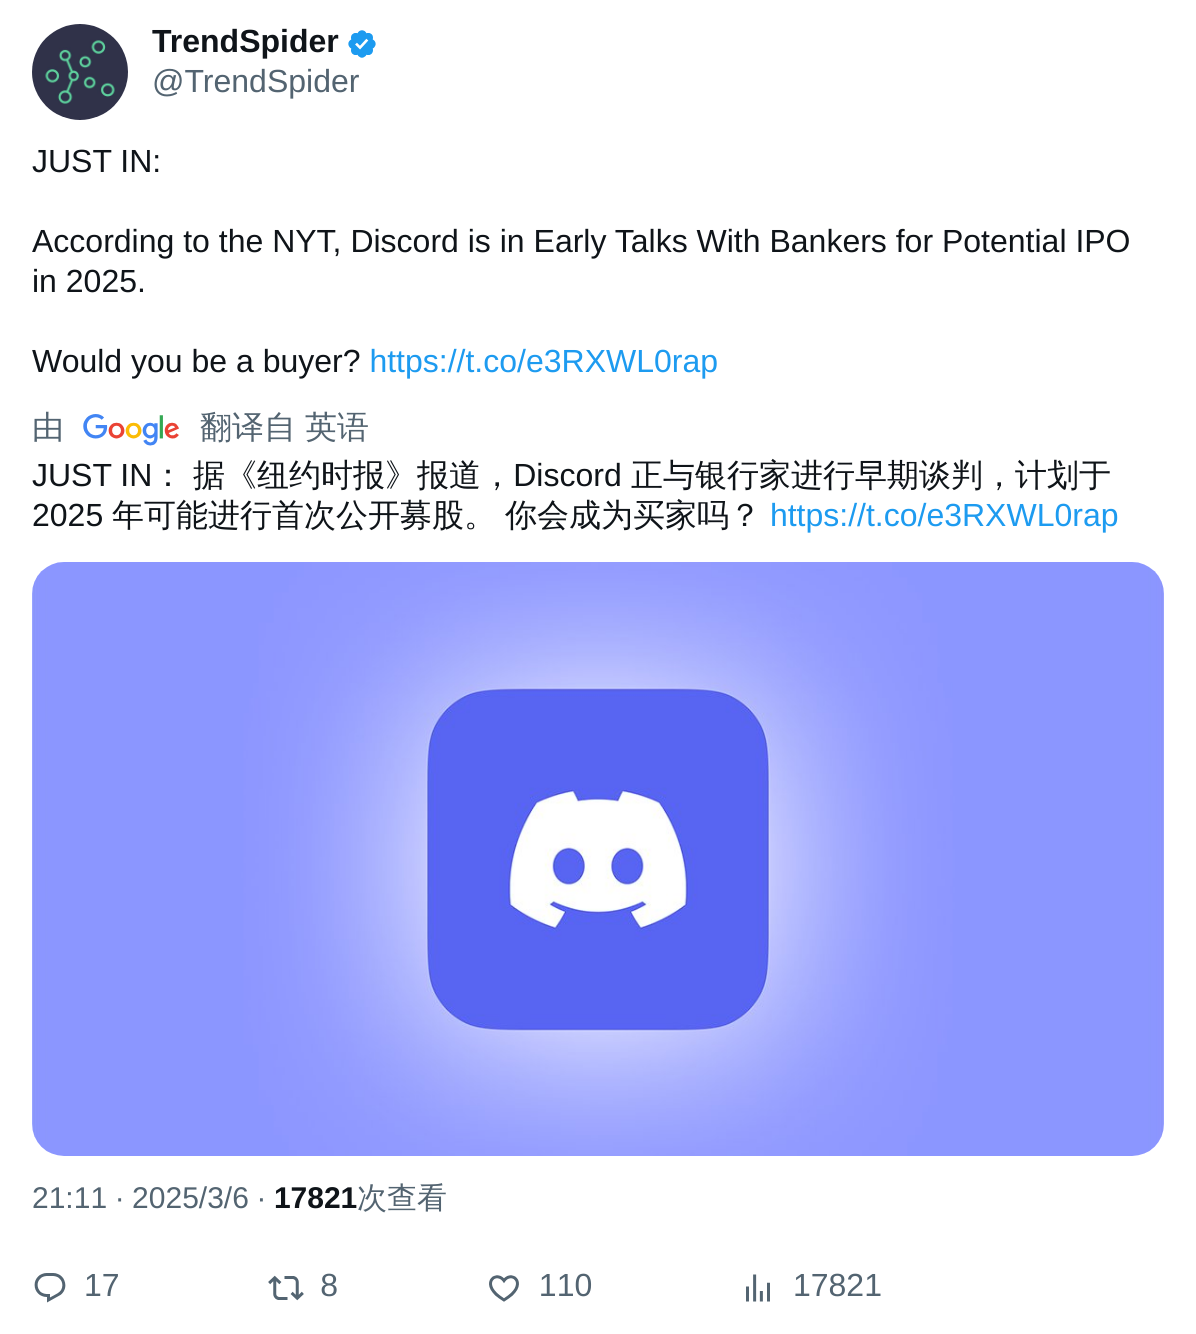 TrendSpider
@TrendSpider
JUST IN:
According to the NYT, Discord is in Early Talks With Bankers for Potential IPO
in 2025.
Would you be a buyer? https://t.co/e3RXWL0rap
由 Google 翻译自 英语
JUST IN： 据《纽约时报》报道，Discord 正与银行家进行早期谈判，计划于
2025 年可能进行首次公开募股。 你会成为买家吗？ https://t.co/e3RXWL0rap
21:11 · 2025/3/6 · 17821次查看
17 8 110 17821